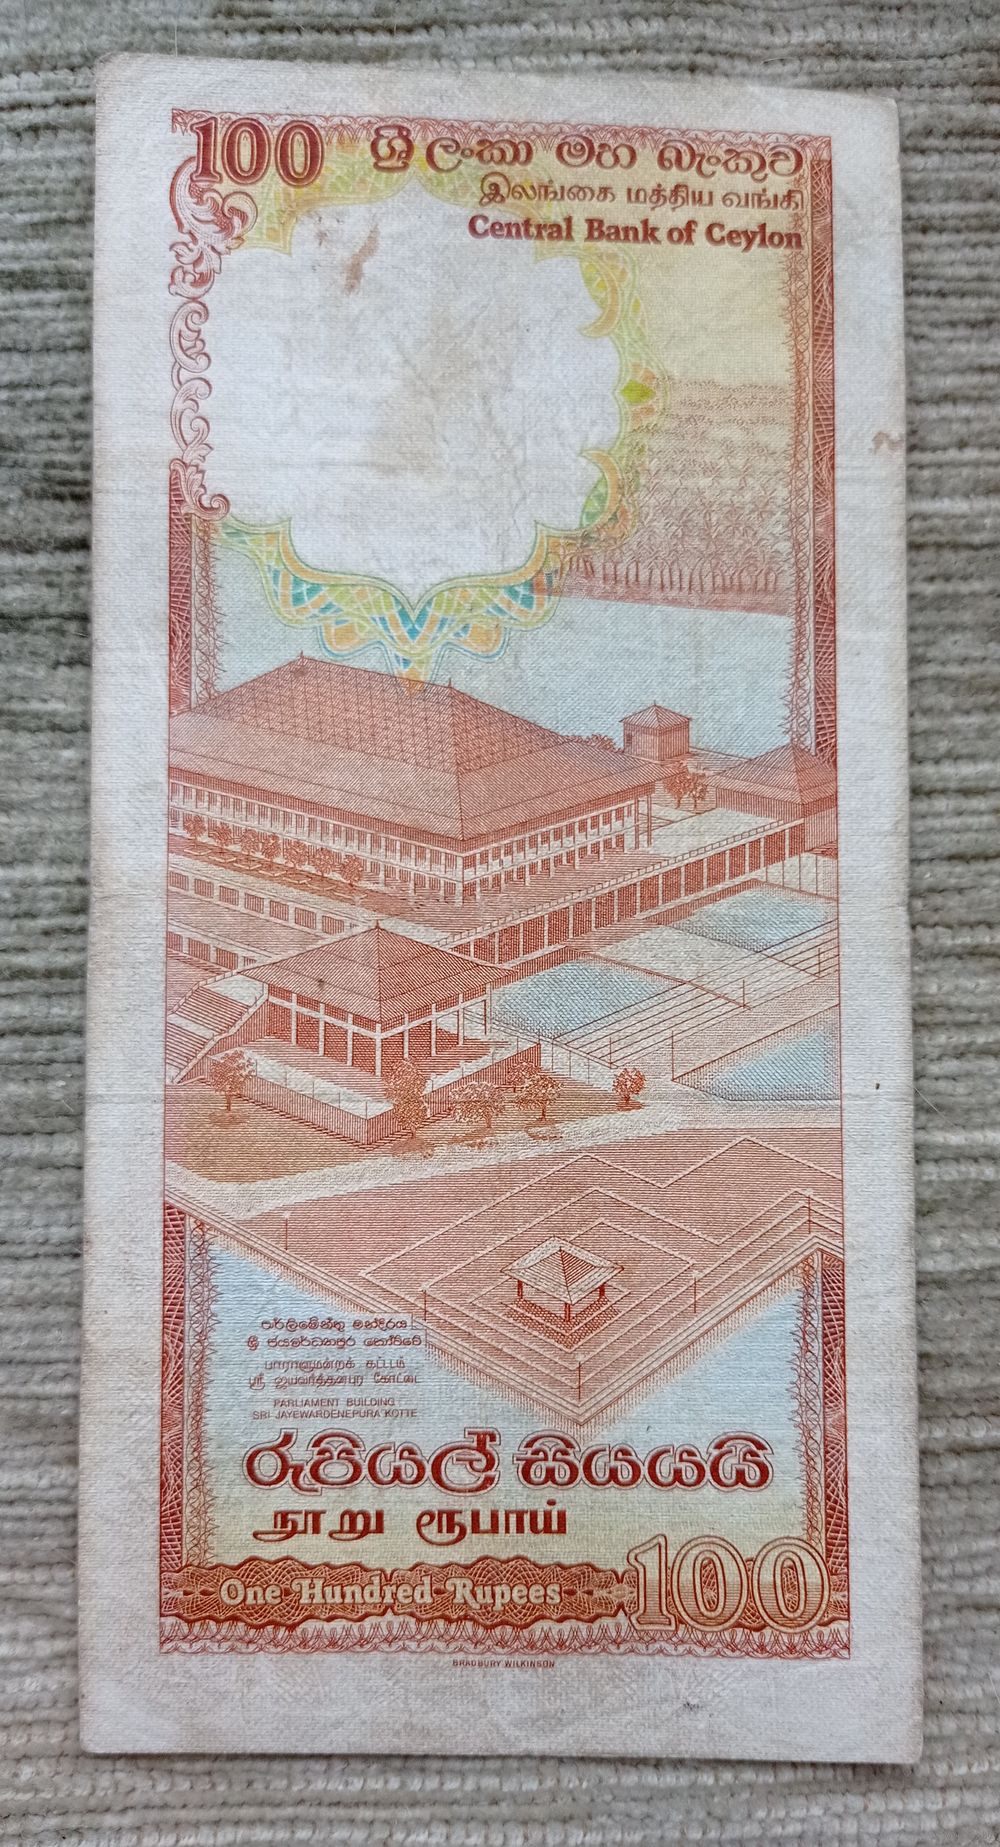 100 ශ්‍රී ලංකා මහ බැංකුව
இலங்கை மத்திய வங்கி
Central Bank of Ceylon
පාර්ලිමේන්තු මන්දිරය
ශ්‍රී ජයවර්ධනපුර කෝට්ටේ
பாராளுமன்றக் கட்டடம்
ஸ்ரீ ஜயவர்த்தனபுர கோட்டை
PARLIAMENT BUILDING
SRI JAYEWARDENEPURA KOTTE
රුපියල් සියයයි
நூறு ரூபாய்
One Hundred Rupees 100
BRADBURY WILKINSON